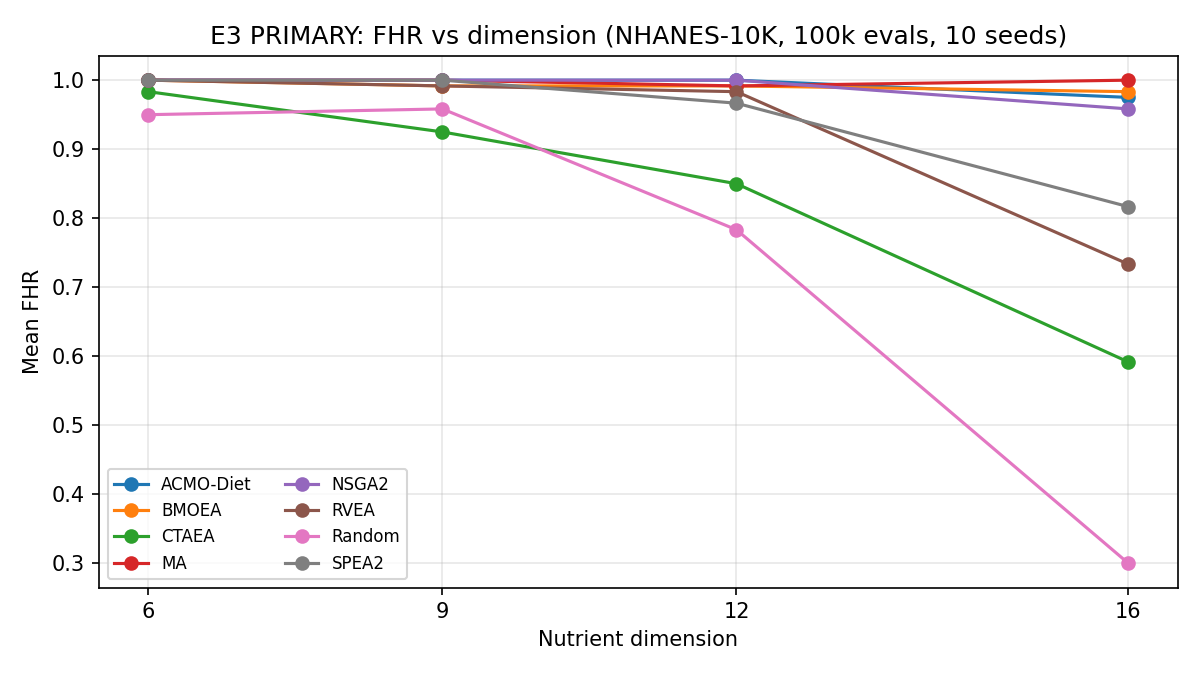 E3 PRIMARY: FHR vs dimension (NHANES-10K, 100k evals, 10 seeds)
Mean FHR
1.0
0.9
0.8
0.7
0.6
0.5
0.4
0.3
ACMO-Diet
BMOEA
CTAEA
MA
NSGA2
RVEA
Random
SPEA2
6 9 12 16
Nutrient dimension